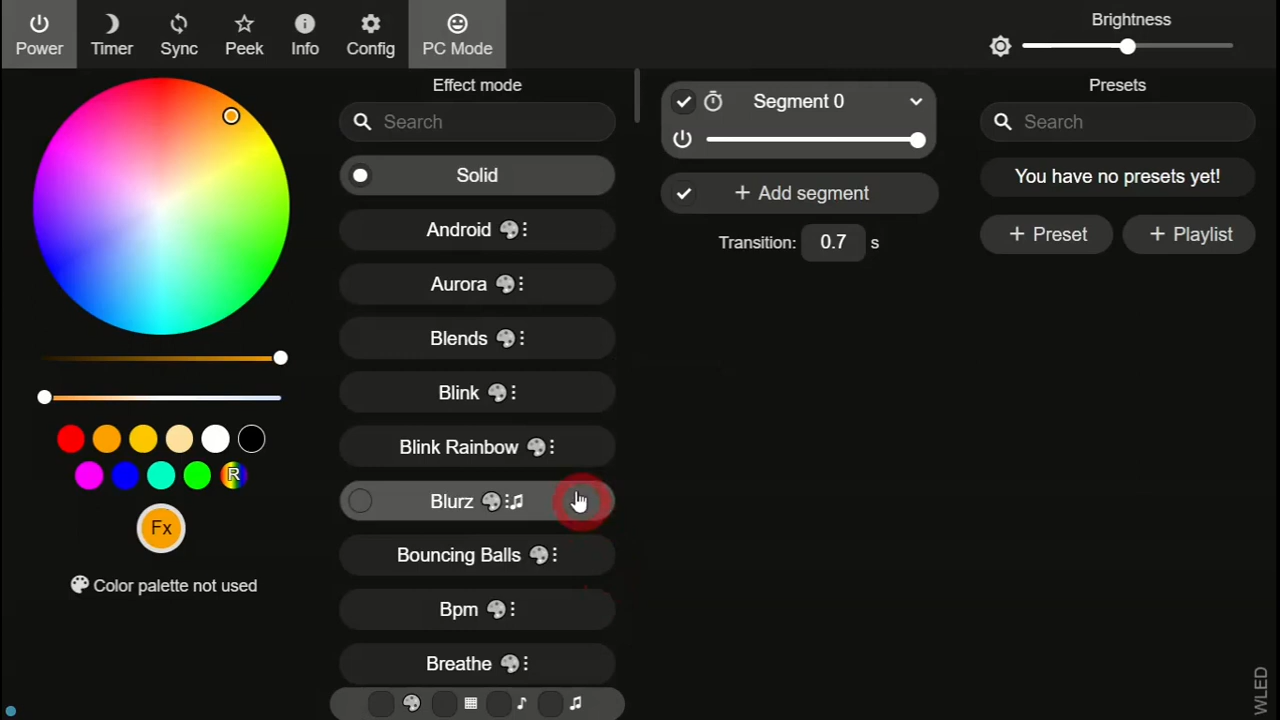 Power Timer Sync Peek Info Config PC Mode
Brightness
Effect mode
Search
Solid
Android
Aurora
Blends
Blink
Blink Rainbow
Blurz
Bouncing Balls
Bpm
Breathe
R
Fx
Color palette not used
Segment 0
+ Add segment
Transition: 0.7 s
Presets
Search
You have no presets yet!
+ Preset + Playlist
WLED